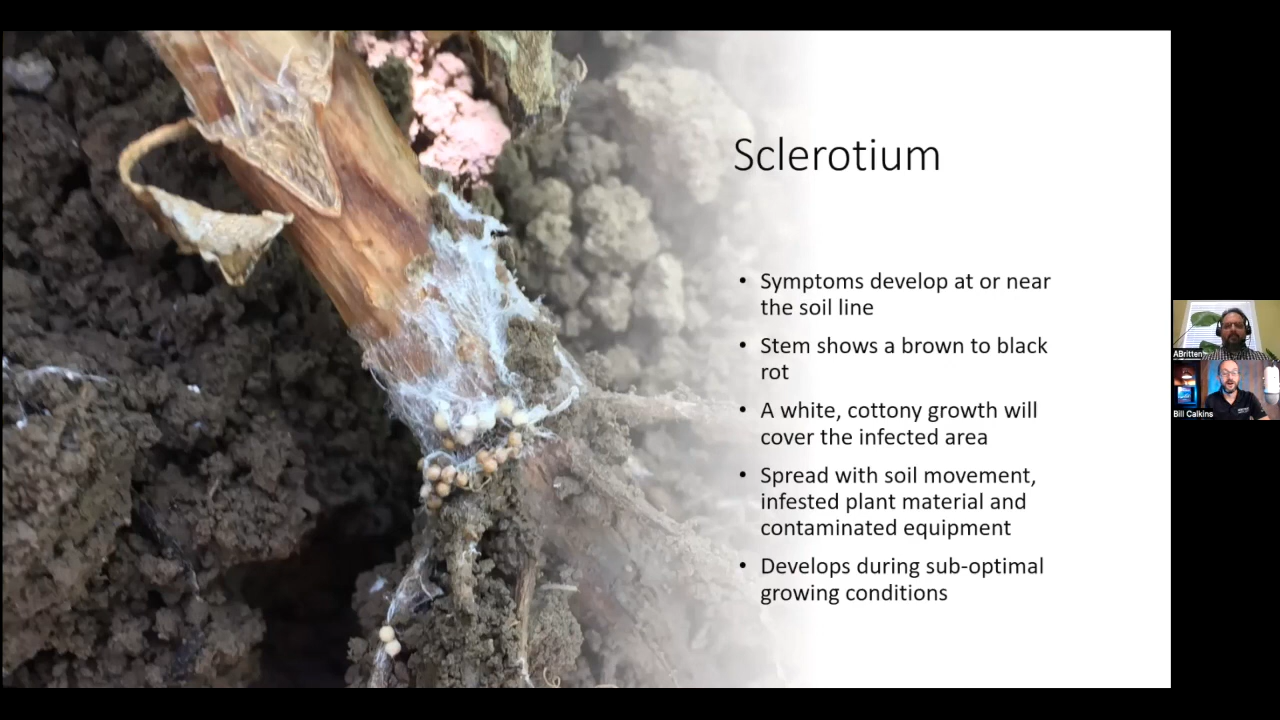 Sclerotium
• Symptoms develop at or near
the soil line
• Stem shows a brown to black
rot
• A white, cottony growth will
cover the infected area
• Spread with soil movement,
infested plant material and
contaminated equipment
• Develops during sub-optimal
growing conditions
ABritten
Bill Calkins